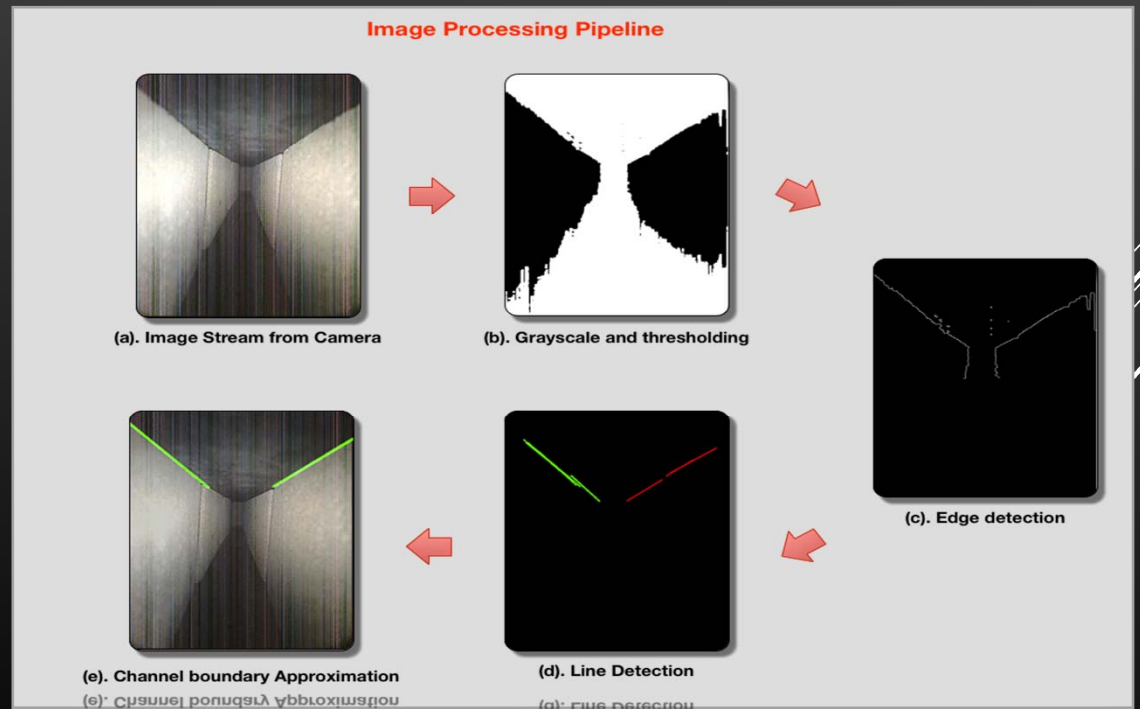 Image Processing Pipeline
(a). Image Stream from Camera
(b). Grayscale and thresholding
(c). Edge detection
(d). Line Detection
(e). Channel boundary Approximation